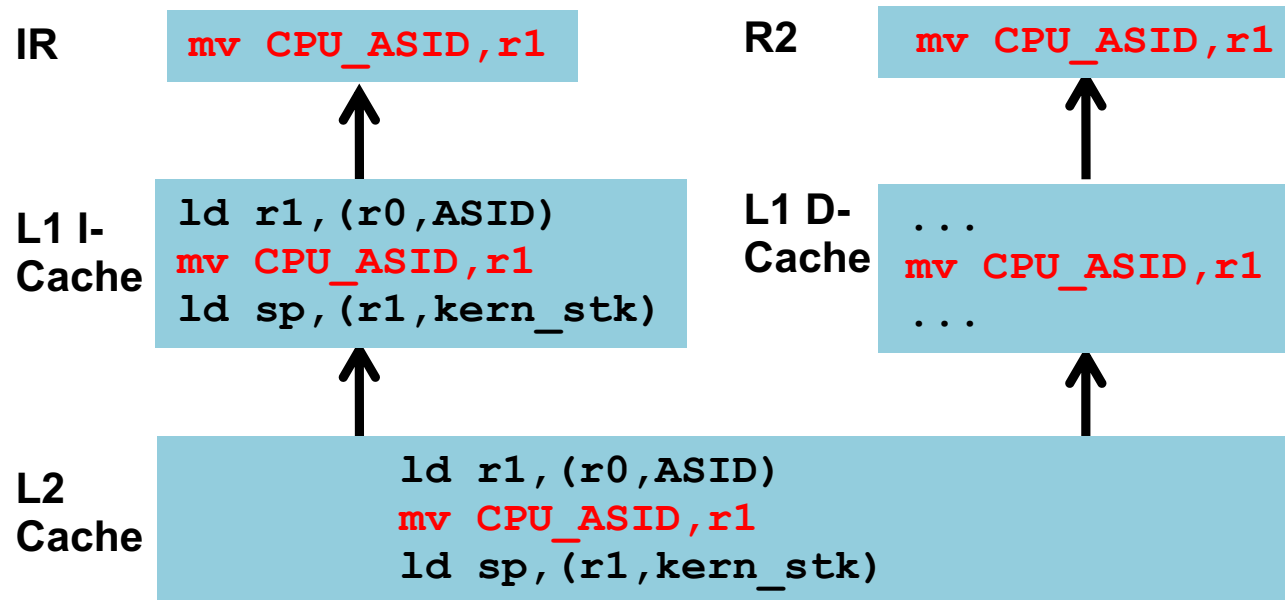 IR
mv CPU_ASID,r1
R2
mv CPU_ASID,r1
L1 I-
Cache
ld r1,(r0,ASID)
mv CPU_ASID,r1
ld sp,(r1,kern_stk)
L1 D-
Cache
...
mv CPU_ASID,r1
...
L2
Cache
ld r1,(r0,ASID)
mv CPU_ASID,r1
ld sp,(r1,kern_stk)